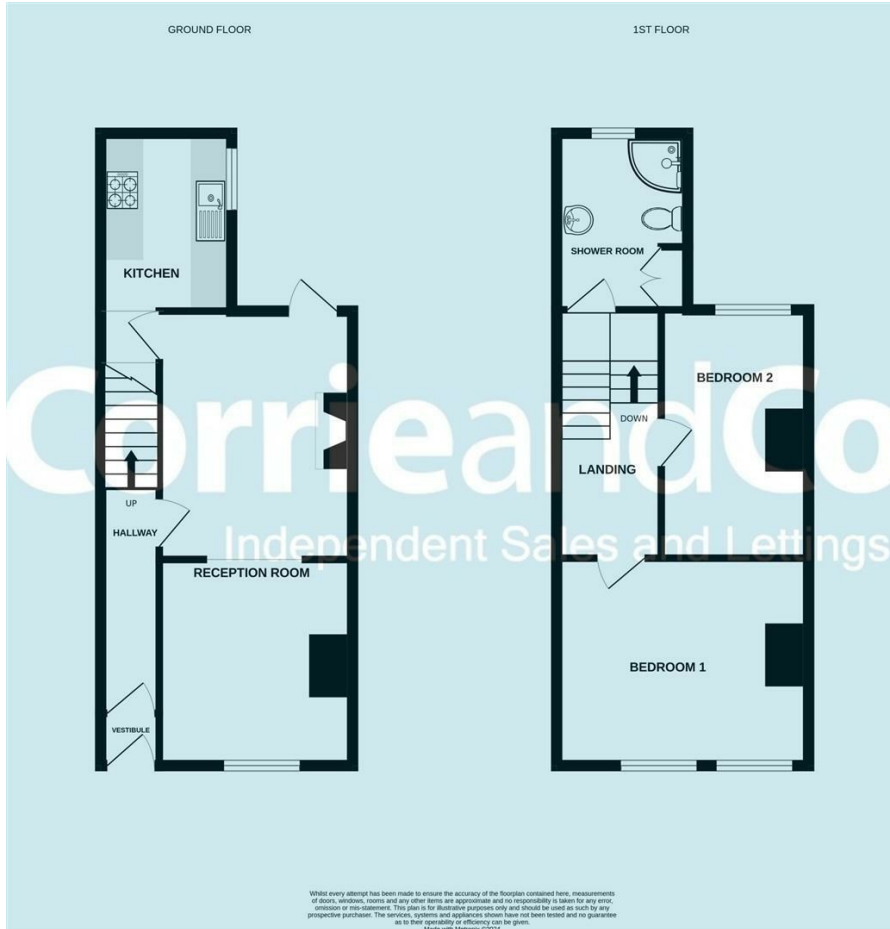 GROUND FLOOR
1ST FLOOR
KITCHEN
SHOWER ROOM
BEDROOM 2
CorrieandCo
DOWN
LANDING
UP
HALLWAY
Independent Sales and Lettings
RECEPTION ROOM
BEDROOM 1
VESTIBULE
Whilst every attempt has been made to ensure the accuracy of the floorplan contained here, measurements
of doors, windows, rooms and any other items are approximate and no responsibility is taken for any error,
omission or mis-statement. This plan is for illustrative purposes only and should be used as such by any
prospective purchaser. The services, systems and appliances shown have not been tested and no guarantee
as to their operability or efficiency can be given.
Made with Metropix ©2024